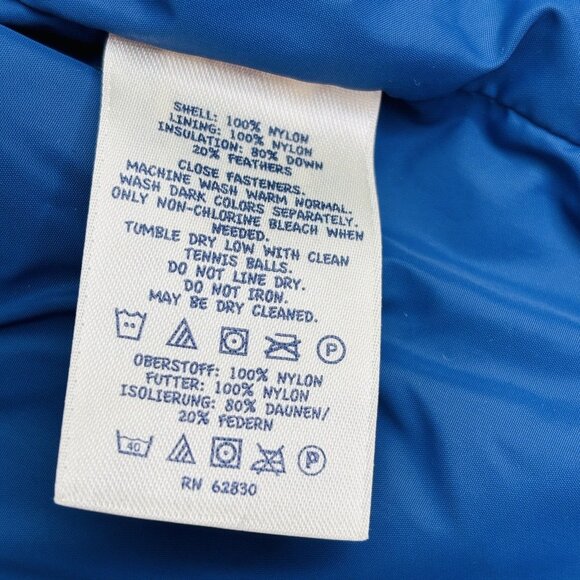 SHELL: 100% NYLON
LINING: 100% NYLON
INSULATION: 80% DOWN
20% FEATHERS
CLOSE FASTENERS.
MACHINE WASH WARM NORMAL.
WASH DARK COLORS SEPARATELY.
ONLY NON-CHLORINE BLEACH WHEN
NEEDED.
TUMBLE DRY LOW WITH CLEAN
TENNIS BALLS.
DO NOT LINE DRY.
DO NOT IRON.
MAY BE DRY CLEANED.
P
OBERSTOFF: 100% NYLON
FUTTER: 100% NYLON
ISOLIERUNG: 80% DAUNEN/
20% FEDERN
40 P
RN 62830